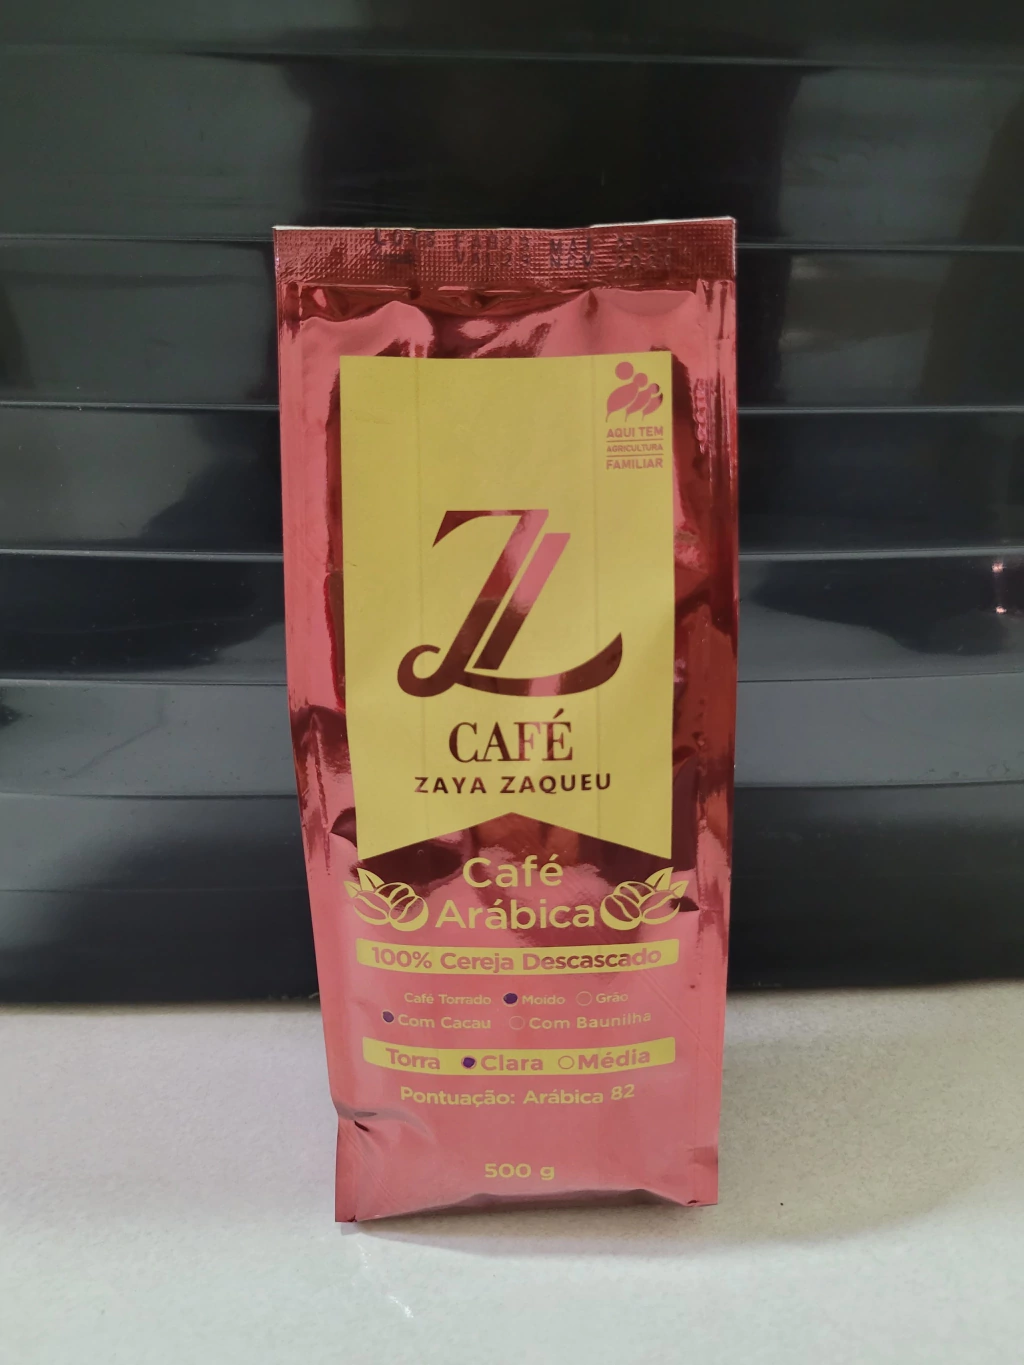 AQUI TEM
AGRICULTURA
FAMILIAR
CAFÉ
ZAYA ZAQUEU
Café
Arábica
100% Cereja Descascado
Café Torrado Moído Grão
Com Cacau Com Baunilha
Torra Clara Média
Pontuação: Arábica 82
500 g